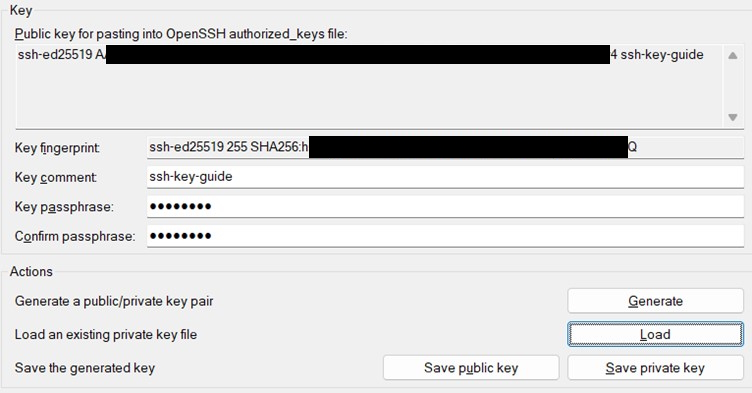 Key
Public key for pasting into OpenSSH authorized_keys file:
ssh-ed25519 A 4 ssh-key-guide
Key fingerprint: ssh-ed25519 255 SHA256:h Q
Key comment: ssh-key-guide
Key passphrase: ●●●●●●●●
Confirm passphrase: ●●●●●●●●
Actions
Generate a public/private key pair Generate
Load an existing private key file Load
Save the generated key Save public key Save private key